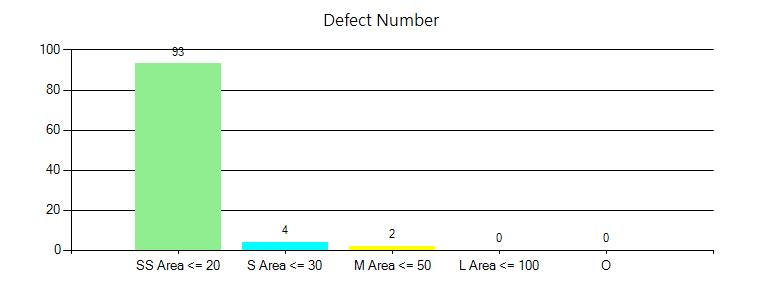 Defect Number
100
93
80
60
40
20
4
2
0
0
0
SS Area <= 20
S Area <= 30
M Area <= 50
L Area <= 100
O